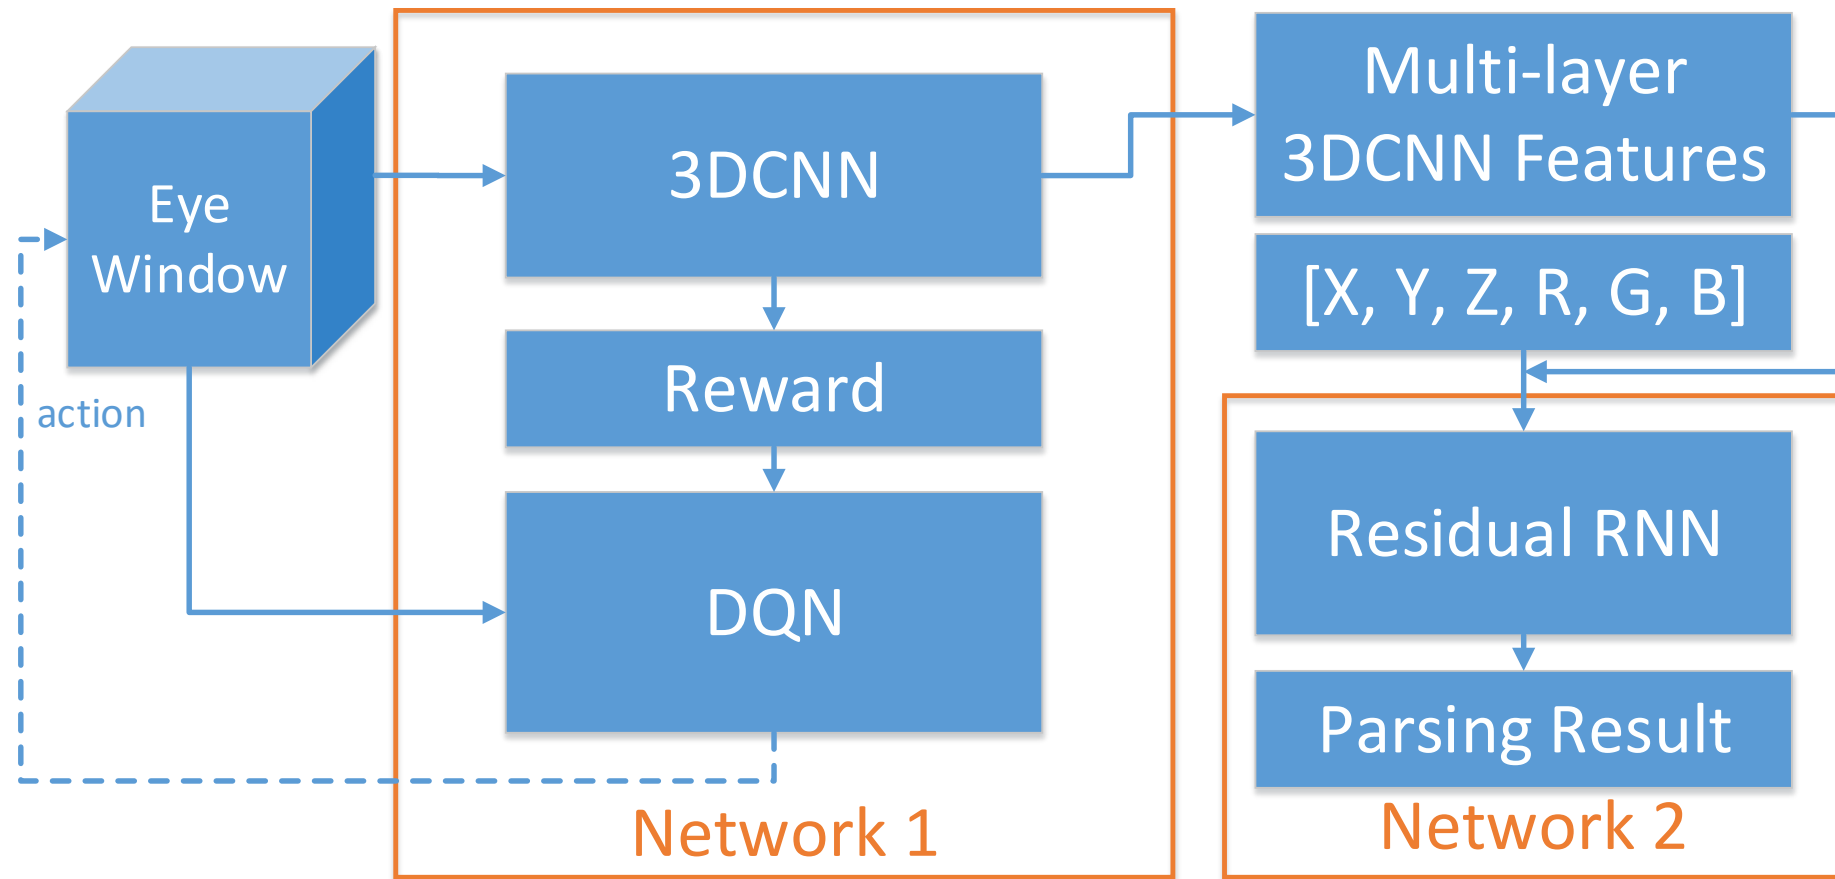 Eye
Window
action
3DCNN
Reward
DQN
Network 1
Multi-layer
3DCNN Features
[X, Y, Z, R, G, B]
Residual RNN
Parsing Result
Network 2